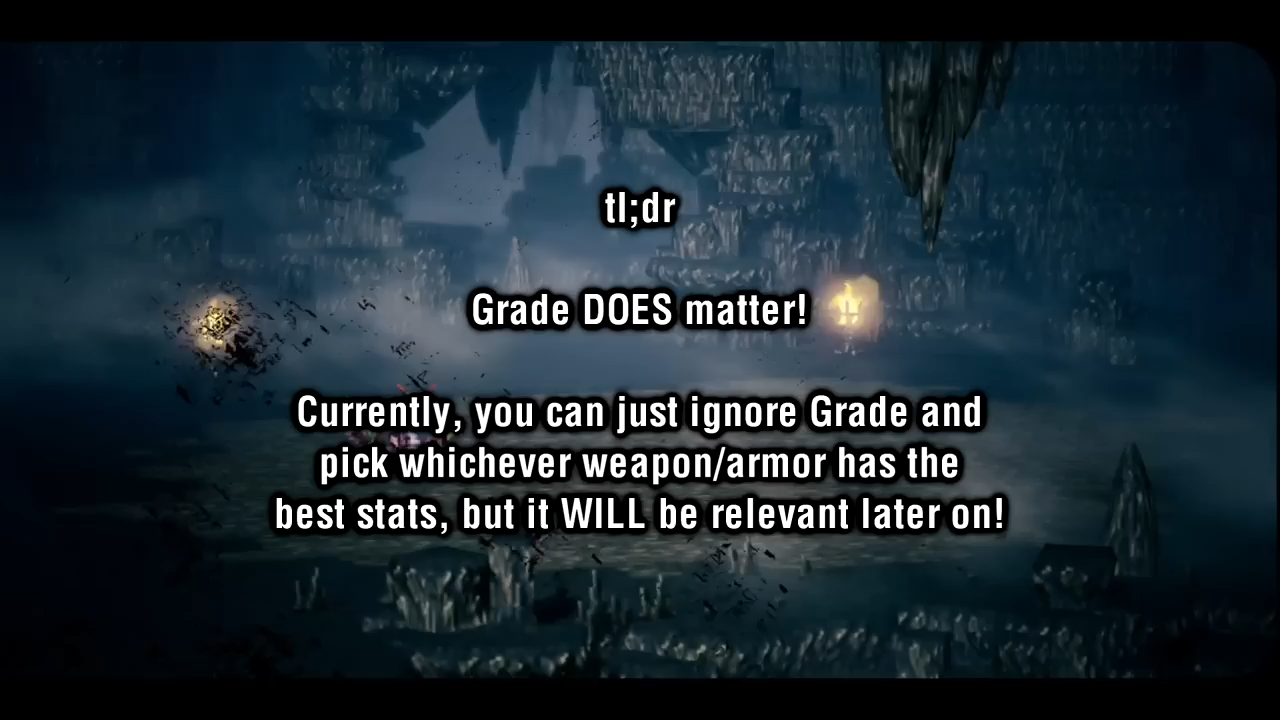 tl;dr
Grade DOES matter!
Currently, you can just ignore Grade and
pick whichever weapon/armor has the
best stats, but it WILL be relevant later on!